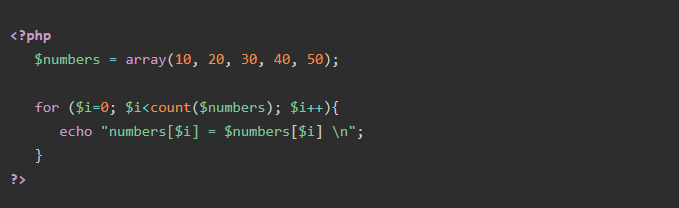 <?php
   $numbers = array(10, 20, 30, 40, 50);
   for ($i=0; $i<count($numbers); $i++){
      echo "numbers[$i] = $numbers[$i] \n";
   }
?>